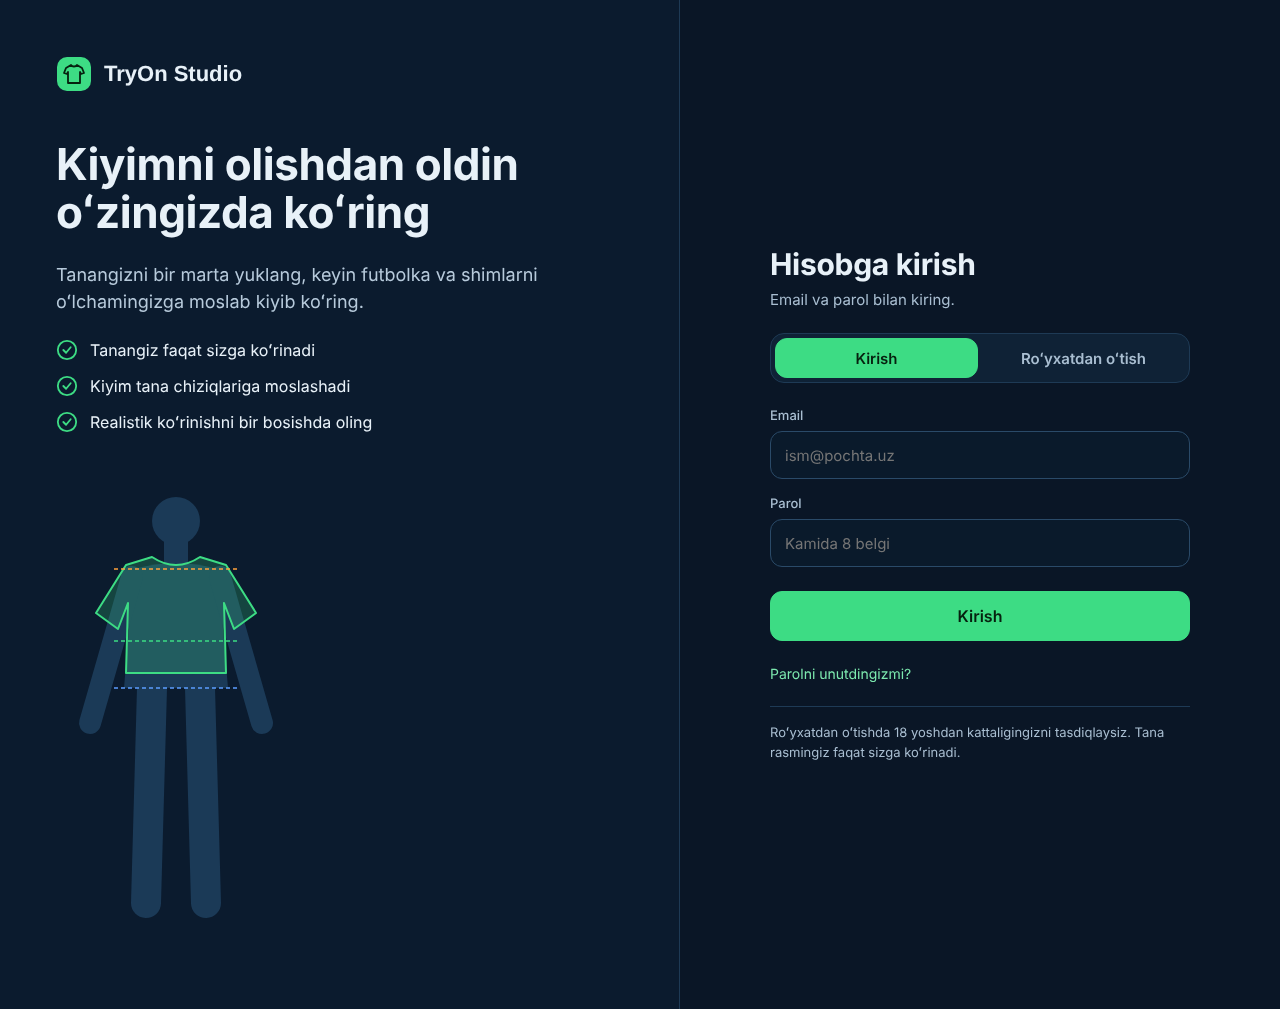 TryOn Studio
Kiyimni olishdan oldin
oʻzingizda koʻring
Tanangizni bir marta yuklang, keyin futbolka va shimlarni
oʻlchamingizga moslab kiyib koʻring.
Tanangiz faqat sizga koʻrinadi
Kiyim tana chiziqlariga moslashadi
Realistik koʻrinishni bir bosishda oling
Hisobga kirish
Email va parol bilan kiring.
Kirish
Roʻyxatdan oʻtish
Email
ism@pochta.uz
Parol
Kamida 8 belgi
Kirish
Parolni unutdingizmi?
Roʻyxatdan oʻtishda 18 yoshdan kattaligingizni tasdiqlaysiz. Tana
rasmingiz faqat sizga koʻrinadi.